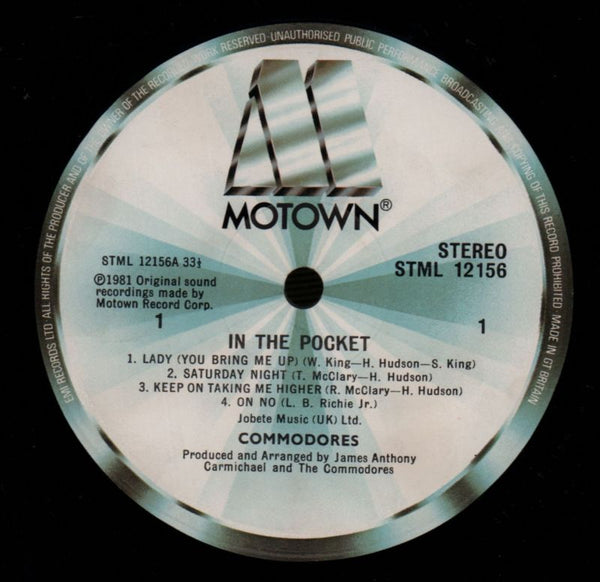 EMI RECORDS LTD ALL RIGHTS OF THE PRODUCER AND OF THE OWNER OF THE RECORDED WORK RESERVED · UNAUTHORISED PUBLIC PERFORMANCE BROADCASTING AND COPYING OF THIS RECORD PROHIBITED. MADE IN GT BRITAIN
MOTOWN®
STML 12156A 33⅓
STEREO
STML 12156
℗1981 Original sound
recordings made by
Motown Record Corp.
1
1
IN THE POCKET
1. LADY (YOU BRING ME UP) (W. King—H. Hudson—S. King)
2. SATURDAY NIGHT (T. McClary—H. Hudson)
3. KEEP ON TAKING ME HIGHER (R. McClary—H. Hudson)
4. ON NO (L. B. Richie Jr.)
Jobete Music (UK) Ltd.
COMMODORES
Produced and Arranged by James Anthony
Carmichael and The Commodores